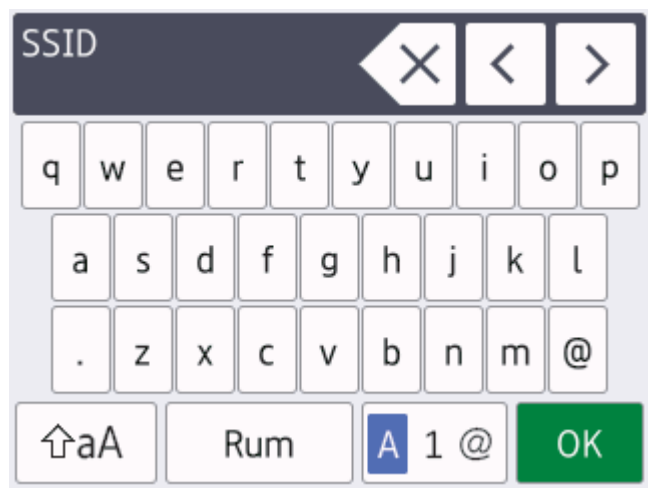 SSID
q w e r t y u i o p
a s d f g h j k l
. z x c v b n m @
aA Rum A 1 @ OK